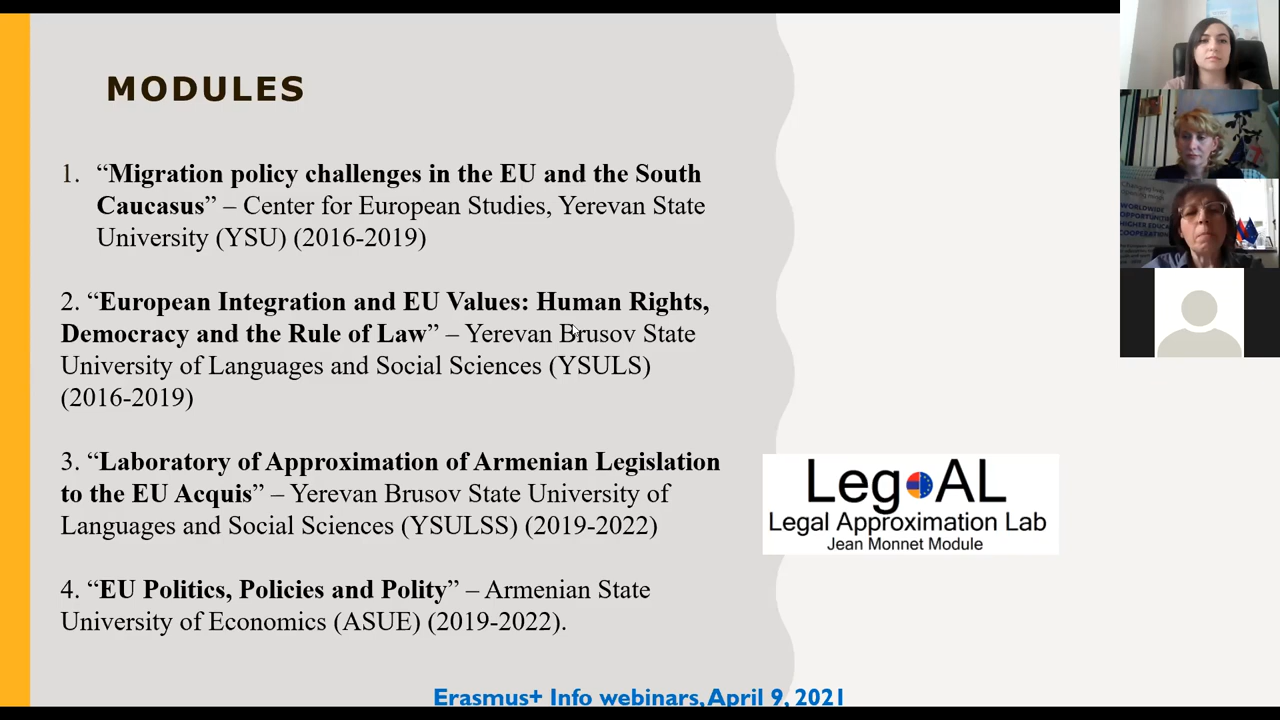 MODULES
1. “Migration policy challenges in the EU and the South
Caucasus” – Center for European Studies, Yerevan State
University (YSU) (2016-2019)
2. “European Integration and EU Values: Human Rights,
Democracy and the Rule of Law” – Yerevan Brusov State
University of Languages and Social Sciences (YSULS)
(2016-2019)
3. “Laboratory of Approximation of Armenian Legislation
to the EU Acquis” – Yerevan Brusov State University of
Languages and Social Sciences (YSULSS) (2019-2022)
4. “EU Politics, Policies and Polity” – Armenian State
University of Economics (ASUE) (2019-2022).
LegAL
Legal Approximation Lab
Jean Monnet Module
Erasmus+ Info webinars, April 9, 2021
WORLDWIDE
HIGHER